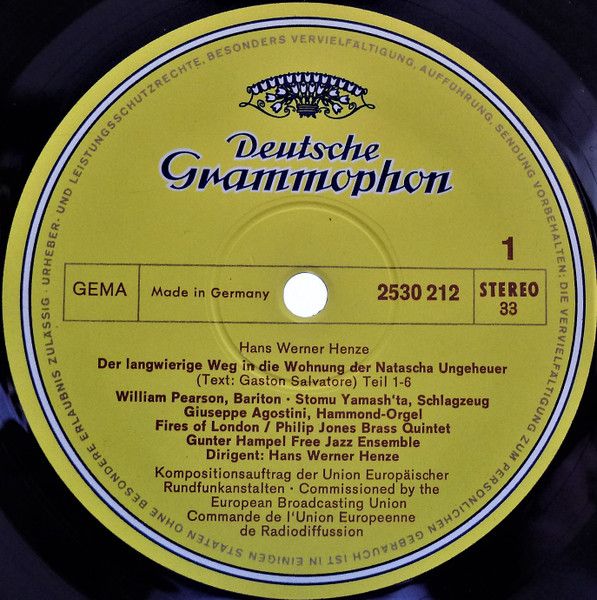 URHEBER- UND LEISTUNGSSCHUTZRECHTE, BESONDERS VERVIELFÄLTIGUNG, AUFFÜHRUNG, SENDUNG VORBEHALTEN; DIE VERVIELFÄLTIGUNG ZUM PERSÖNLICHEN GEBRAUCH IST IN EINIGEN STAATEN OHNE BESONDERE ERLAUBNIS ZULÄSSIG ·
Deutsche
Grammophon
1
GEMA Made in Germany 2530 212 STEREO
33
Hans Werner Henze
Der langwierige Weg in die Wohnung der Natascha Ungeheuer
(Text: Gaston Salvatore) Teil 1-6
William Pearson, Bariton · Stomu Yamash'ta, Schlagzeug
Giuseppe Agostini, Hammond-Orgel
Fires of London / Philip Jones Brass Quintet
Gunter Hampel Free Jazz Ensemble
Dirigent: Hans Werner Henze
Kompositionsauftrag der Union Europäischer
Rundfunkanstalten · Commissioned by the
European Broadcasting Union
Commande de l'Union Europeenne
de Radiodiffussion